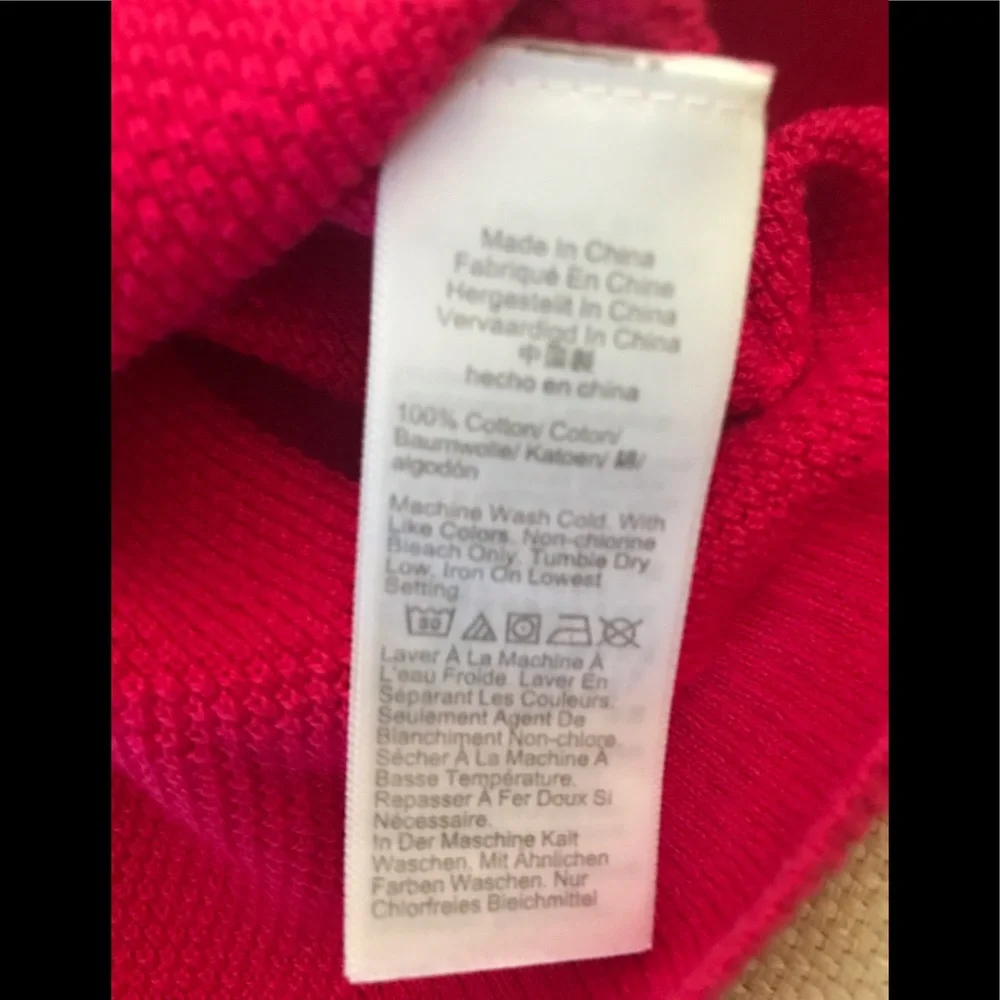 Made In China
Fabriqué En Chine
Hergestellt In China
Vervaardigd In China
中國製
hecho en china
100% Cotton/ Coton/
Baumwolle/ Katoen/ 綿/
algodón
Machine Wash Cold. With
Like Colors. Non-chlorine
Bleach Only. Tumble Dry
Low. Iron On Lowest
Setting
30
Laver À La Machine À
L'eau Froide. Laver En
Séparant Les Couleurs.
Seulement Agent De
Blanchiment Non-chlore.
Sécher À La Machine À
Basse Température.
Repasser À Fer Doux Si
Nécessaire.
In Der Maschine Kalt
Waschen. Mit Ähnlichen
Farben Waschen. Nur
Chlorfreies Bleichmittel